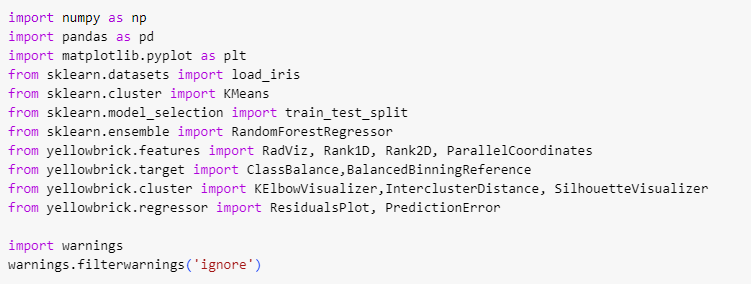 import numpy as np
import pandas as pd
import matplotlib.pyplot as plt
from sklearn.datasets import load_iris
from sklearn.cluster import KMeans
from sklearn.model_selection import train_test_split
from sklearn.ensemble import RandomForestRegressor
from yellowbrick.features import RadViz, Rank1D, Rank2D, ParallelCoordinates
from yellowbrick.target import ClassBalance,BalancedBinningReference
from yellowbrick.cluster import KElbowVisualizer,InterclusterDistance, SilhouetteVisualizer
from yellowbrick.regressor import ResidualsPlot, PredictionError
import warnings
warnings.filterwarnings('ignore')